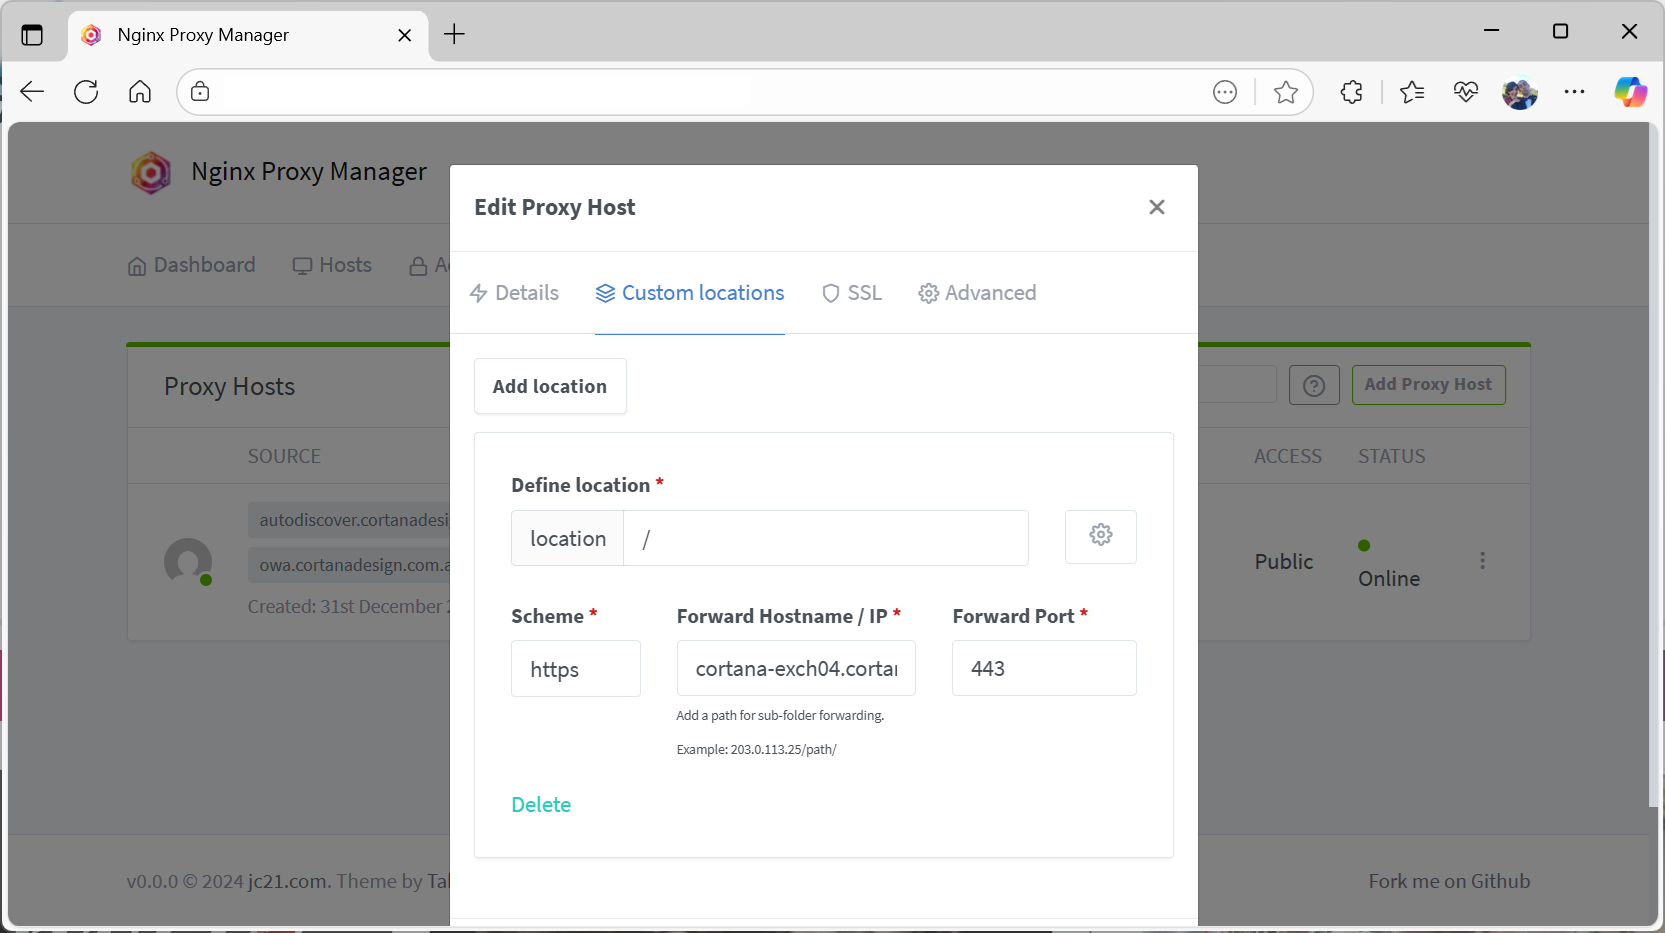 Nginx Proxy Manager
Nginx Proxy Manager
Edit Proxy Host
Dashboard Hosts
Details Custom locations SSL Advanced
Add location
Proxy Hosts
Add Proxy Host
SOURCE ACCESS STATUS
Define location *
location /
autodiscover.cortanadesi
owa.cortanadesign.com.a
Created: 31st December
Public
Online
Scheme * Forward Hostname / IP * Forward Port *
https cortana-exch04.cortan 443
Add a path for sub-folder forwarding.
Example: 203.0.113.25/path/
Delete
v0.0.0 © 2024 jc21.com. Theme by
Fork me on Github